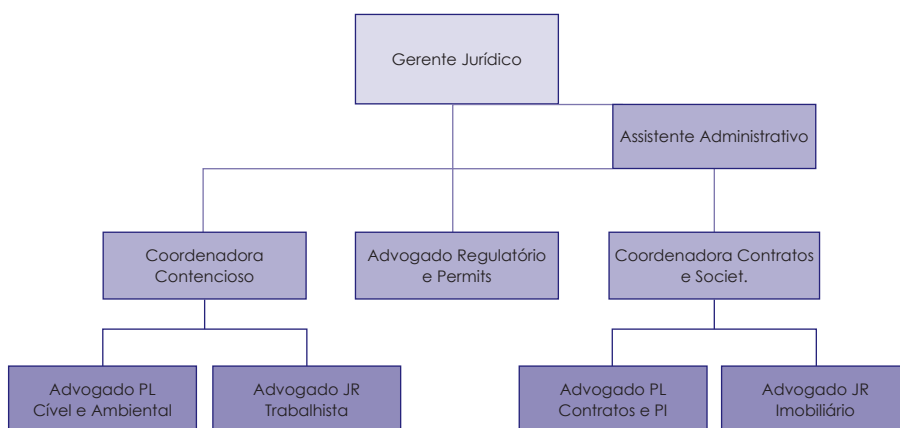 Gerente Jurídico
Assistente Administrativo
Coordenadora
Contencioso
Advogado Regulatório
e Permits
Coordenadora Contratos
e Societ.
Advogado PL
Cível e Ambiental
Advogado JR
Trabalhista
Advogado PL
Contratos e PI
Advogado JR
Imobiliário